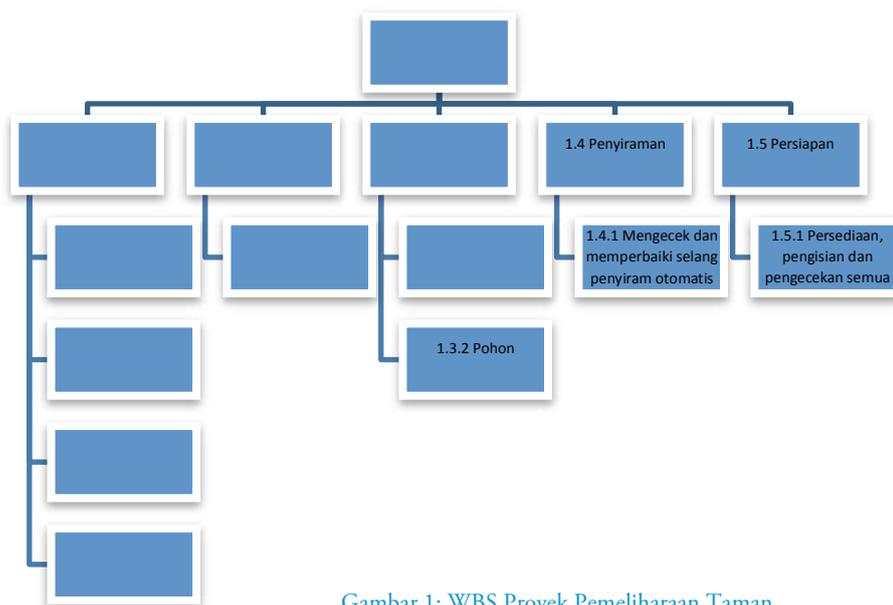 1.4 Penyiraman
1.5 Persiapan
1.4.1 Mengecek dan
memperbaiki selang
penyiram otomatis
1.5.1 Persediaan,
pengisian dan
pengecekan semua
1.3.2 Pohon
Gambar 1: WBS Proyek Pemeliharaan Taman